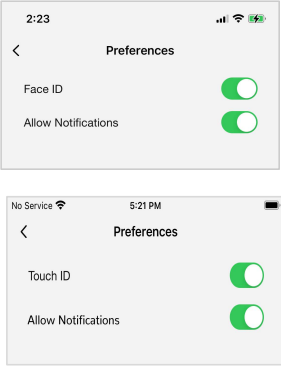 2:23
Preferences
Face ID
Allow Notifications
No Service 5:21 PM
Preferences
Touch ID
Allow Notifications